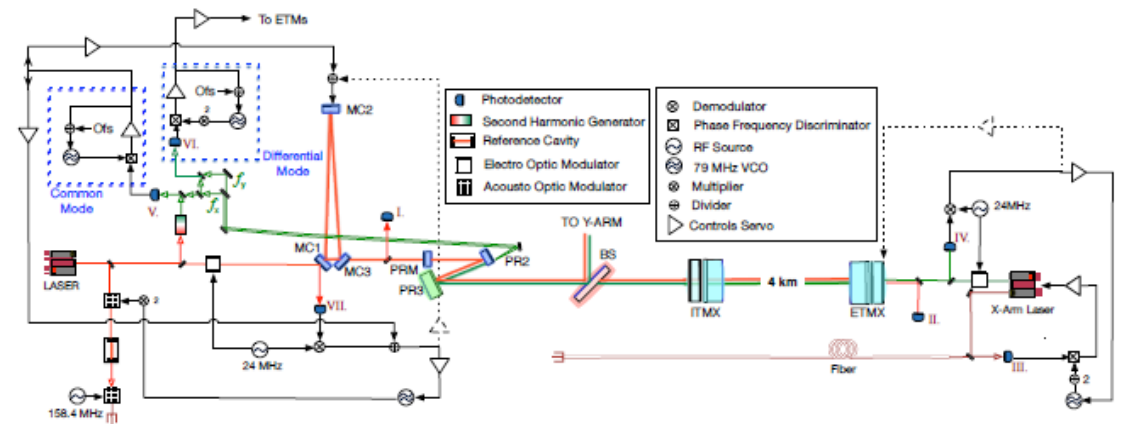 To ETMs
Ofs
2
VI.
Differential
Mode
Ofs
Common
Mode
V.
fy
fx
MC2
I.
MC1
MC3
PRM
PR2
PR3
LASER
2
VII.
24 MHz
158.4 MHz
Photodetector
Second Harmonic Generator
Reference Cavity
Electro Optic Modulator
Acousto Optic Modulator
Demodulator
Phase Frequency Discriminator
RF Source
79 MHz VCO
Multiplier
Divider
Controls Servo
TO Y-ARM
BS
ITMX
4 km
ETMX
II.
24MHz
IV.
X-Arm Laser
Fiber
III.
2